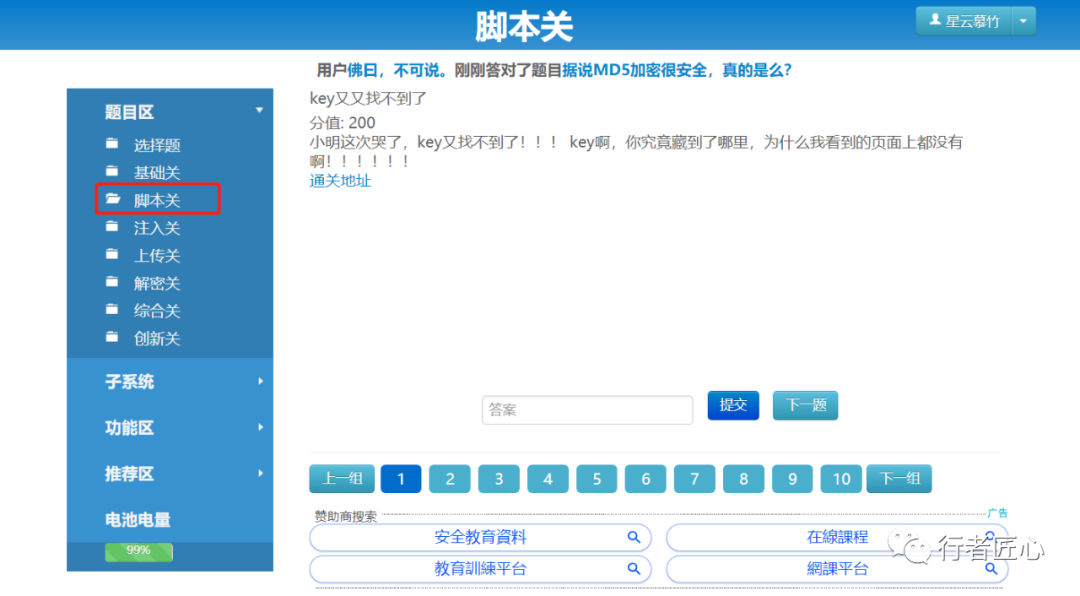 脚本关
星云慕竹
用户佛曰，不可说。刚刚答对了题目据说MD5加密很安全，真的是么？
题目区
选择题
基础关
脚本关
注入关
上传关
解密关
综合关
创新关
子系统
功能区
推荐区
电池电量
99%
key又又找不到了
分值: 200
小明这次哭了，key又找不到了！！！ key啊，你究竟藏到了哪里，为什么我看到的页面上都没有
啊！！！！！！
通关地址
答案
提交
下一题
上一组 1 2 3 4 5 6 7 8 9 10 下一组
赞助商搜索
广告
安全教育資料
在線課程
教育訓練平台
網課平台
行者匠心